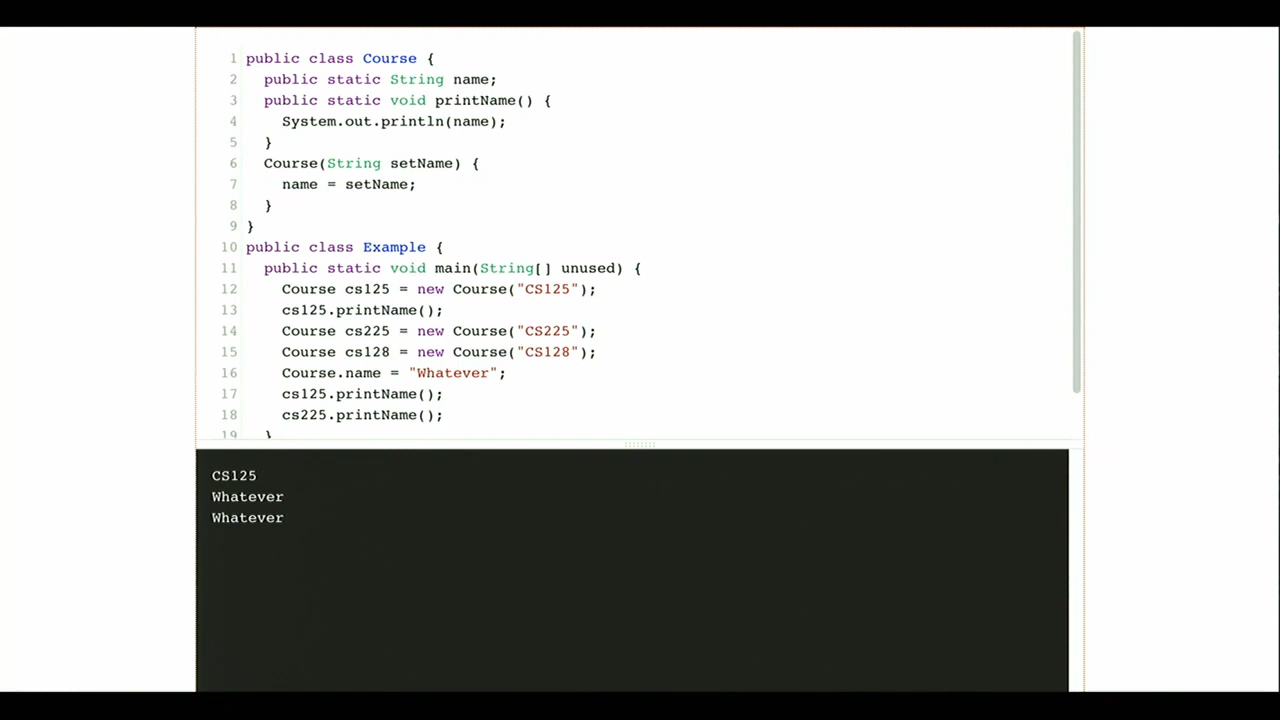 1 public class Course {
2 public static String name;
3 public static void printName() {
4 System.out.println(name);
5 }
6 Course(String setName) {
7 name = setName;
8 }
9 }
10 public class Example {
11 public static void main(String[] unused) {
12 Course cs125 = new Course("CS125");
13 cs125.printName();
14 Course cs225 = new Course("CS225");
15 Course cs128 = new Course("CS128");
16 Course.name = "Whatever";
17 cs125.printName();
18 cs225.printName();
19 }
CS125
Whatever
Whatever